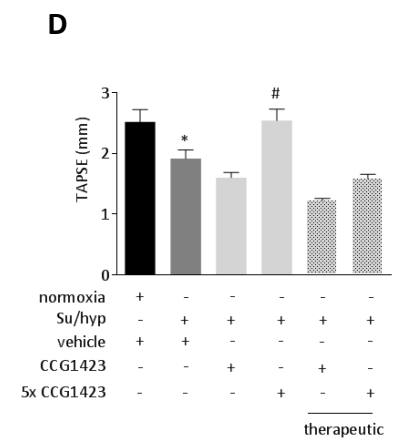 D
3
#
*
2
TAPSE (mm)
1
0
normoxia + - - - - -
Su/hyp - + + + + +
vehicle + + - - - -
CCG1423 - - + - + -
5x CCG1423 - - - + - +
therapeutic